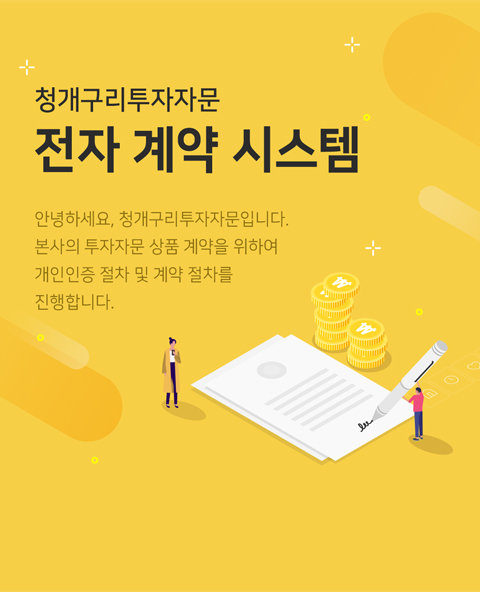 청개구리투자자문
전자 계약 시스템
안녕하세요, 청개구리투자자문입니다.
본사의 투자자문 상품 계약을 위하여
개인인증 절차 및 계약 절차를
진행합니다.